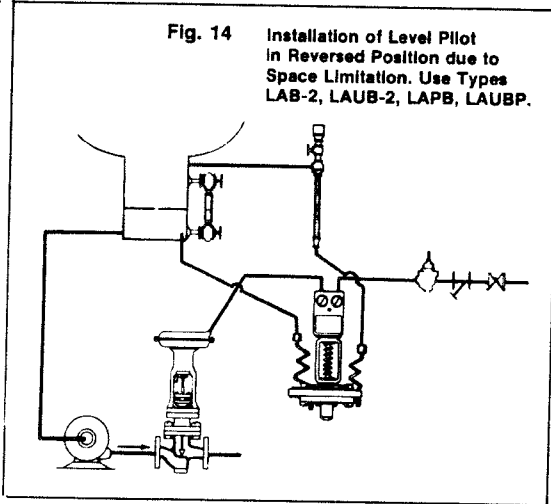 Fig. 14 Installation of Level Pilot
in Reversed Position due to
Space Limitation. Use Types
LAB-2, LAUB-2, LAPB, LAUBP.